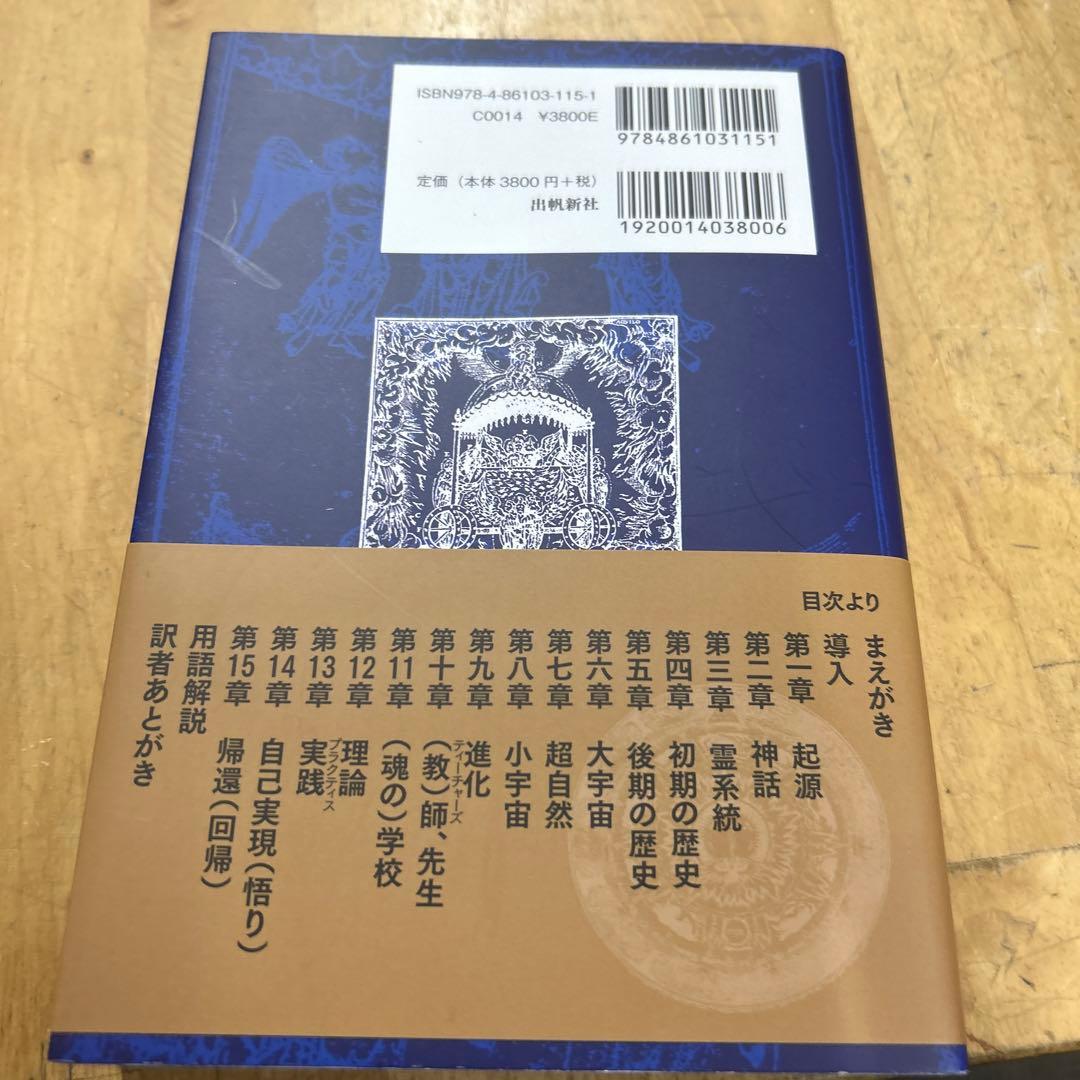 ISBN978-4-86103-115-1
C0014 ¥3800E
9784861031151
定価（本体3800円＋税）
出帆新社
1920014038006
目次より
まえがき
導入
第一章 起源
第二章 神話
第三章 霊系統
第四章 初期の歴史
第五章 後期の歴史
第六章 大宇宙
第七章 超自然
第八章 小宇宙
第九章 進化
第十章 （教）師、先生
ティーチャーズ
第11章 （魂の）学校
第12章 理論
第13章 実践
プラクティス
第14章 自己実現（悟り）
第15章 帰還（回帰）
用語解説
訳者あとがき